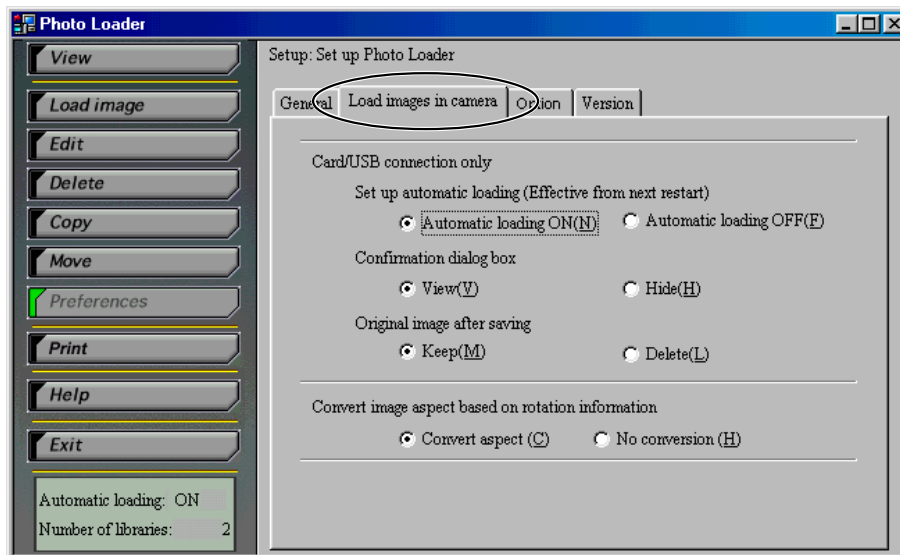 Photo Loader
View
Load image
Edit
Delete
Copy
Move
Preferences
Print
Help
Exit
Automatic loading: ON
Number of libraries: 2
Setup: Set up Photo Loader
General Load images in camera Option Version
Card/USB connection only
Set up automatic loading (Effective from next restart)
Automatic loading ON(N) Automatic loading OFF(F)
Confirmation dialog box
View(V) Hide(H)
Original image after saving
Keep(M) Delete(L)
Convert image aspect based on rotation information
Convert aspect (C) No conversion (H)